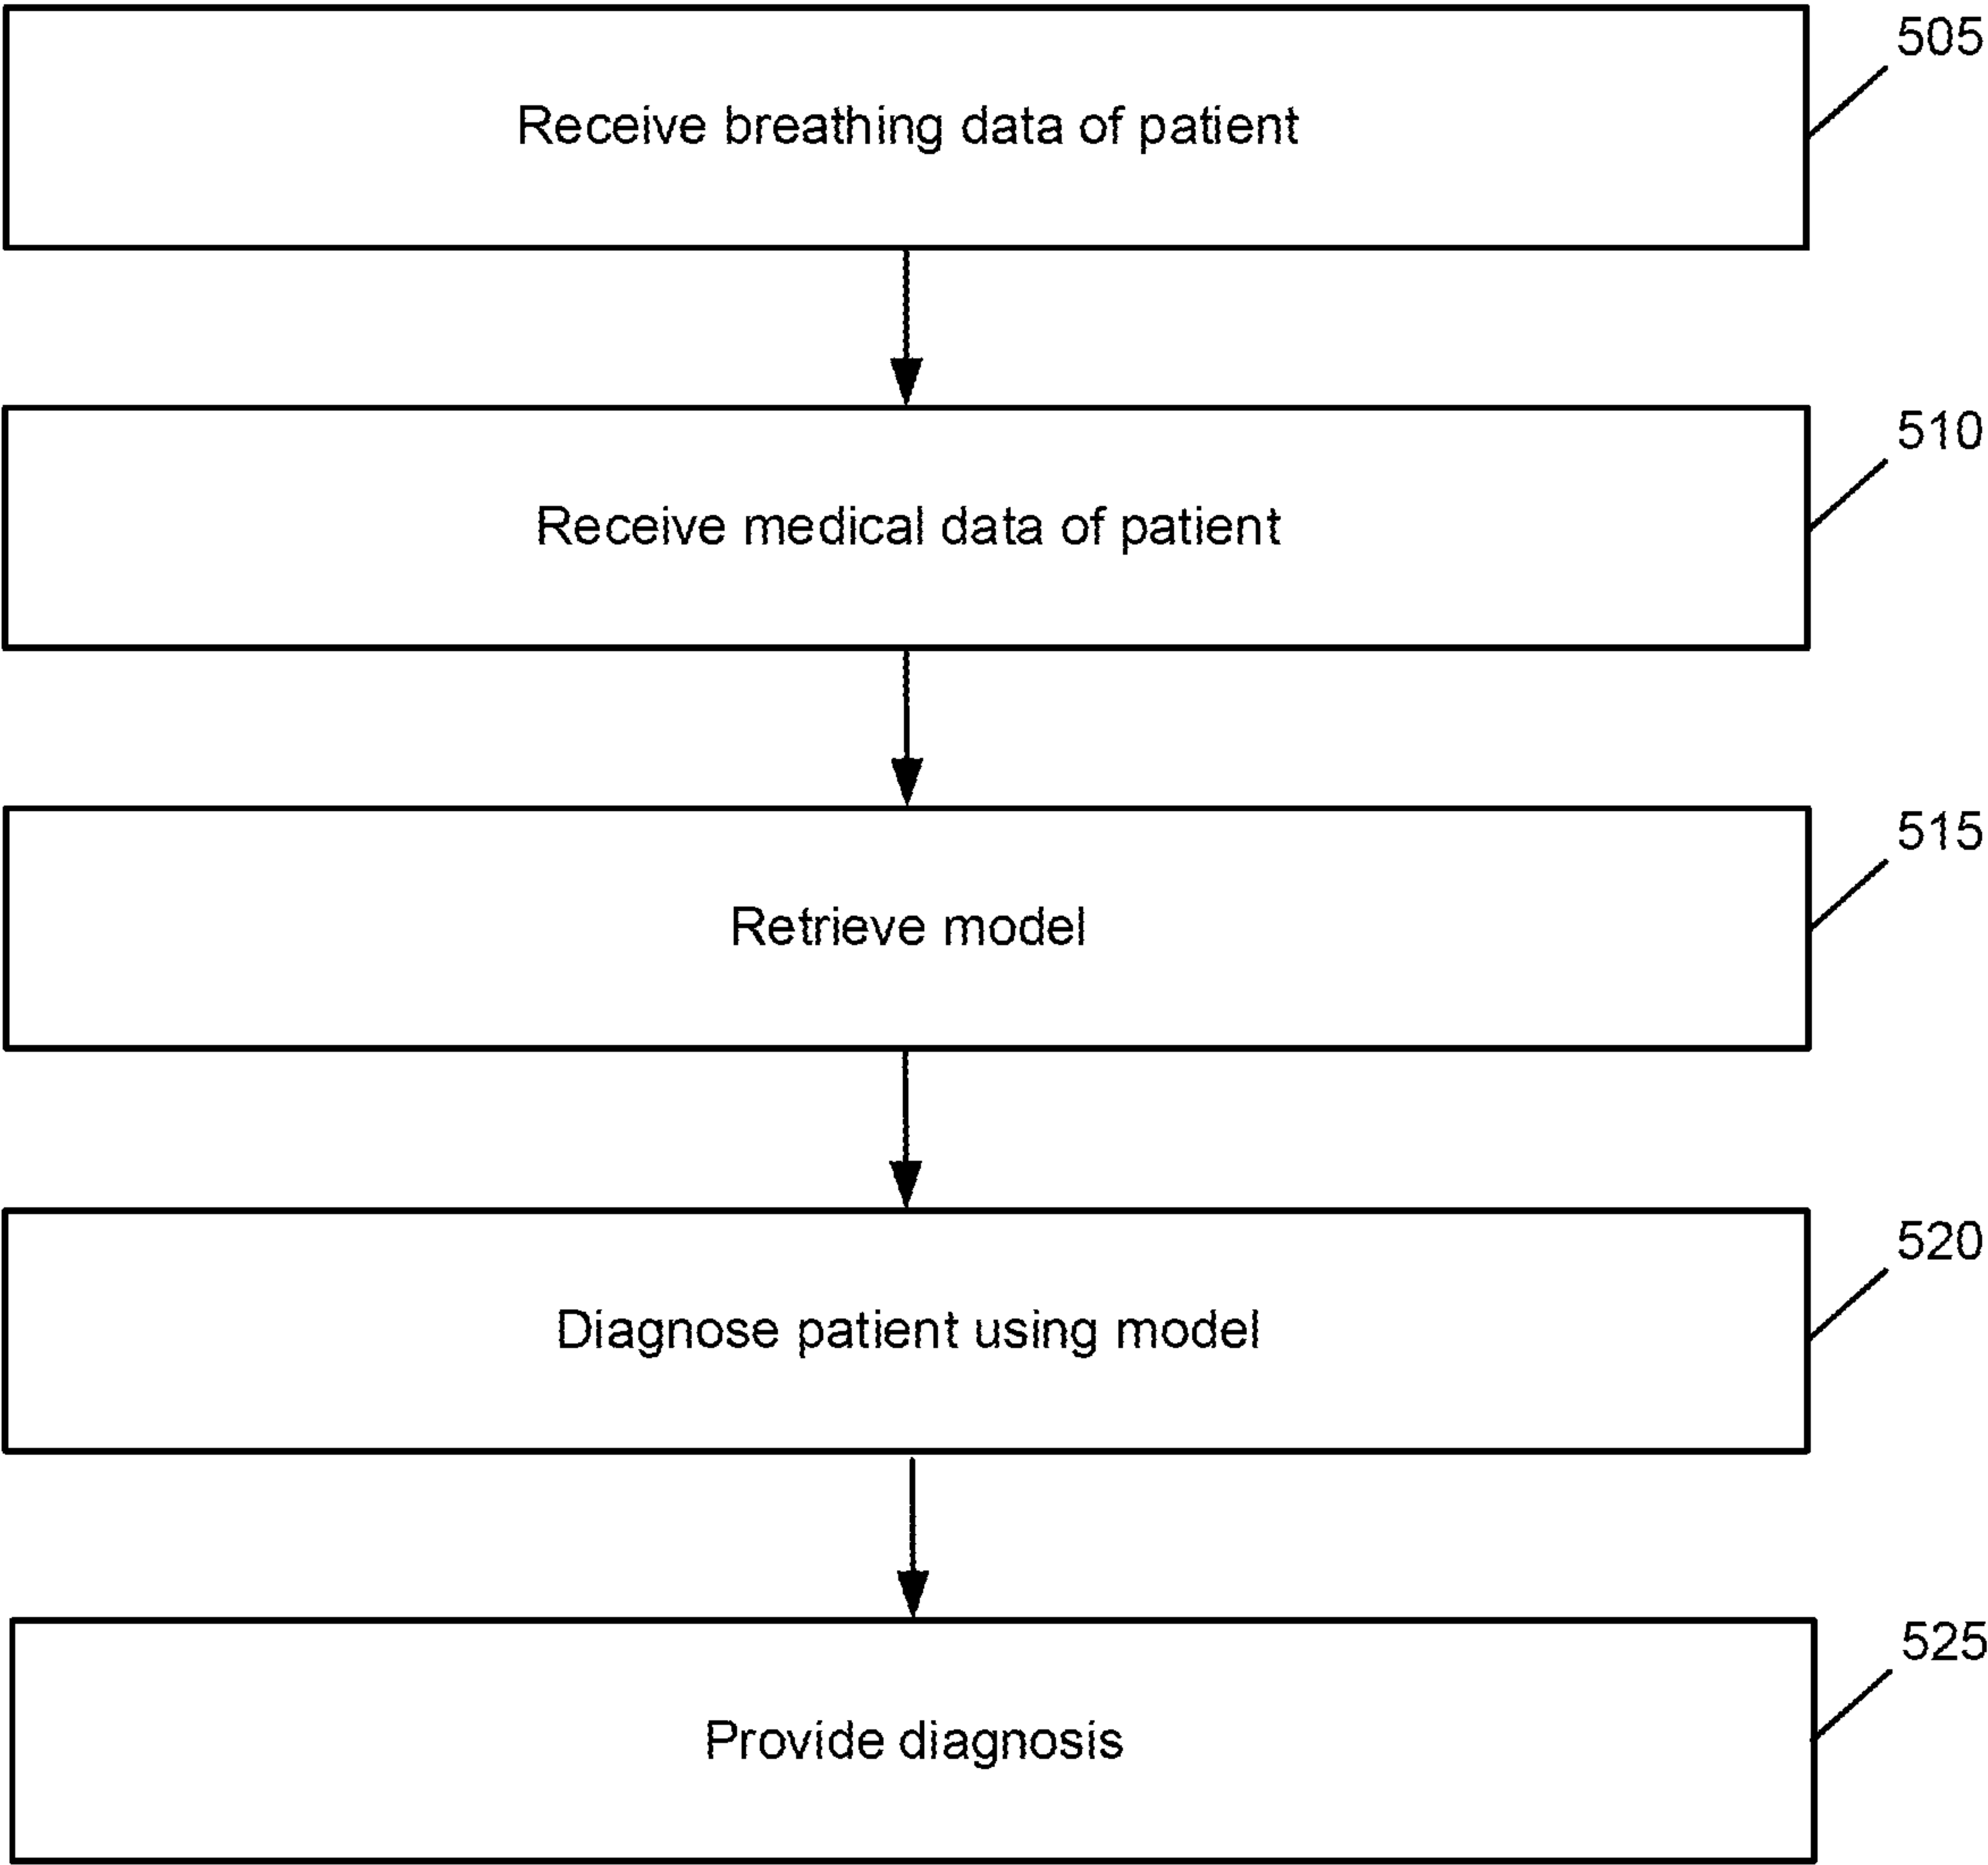 505
Receive breathing data of patient
510
Receive medical data of patient
515
Retrieve model
520
Diagnose patient using model
525
Provide diagnosis